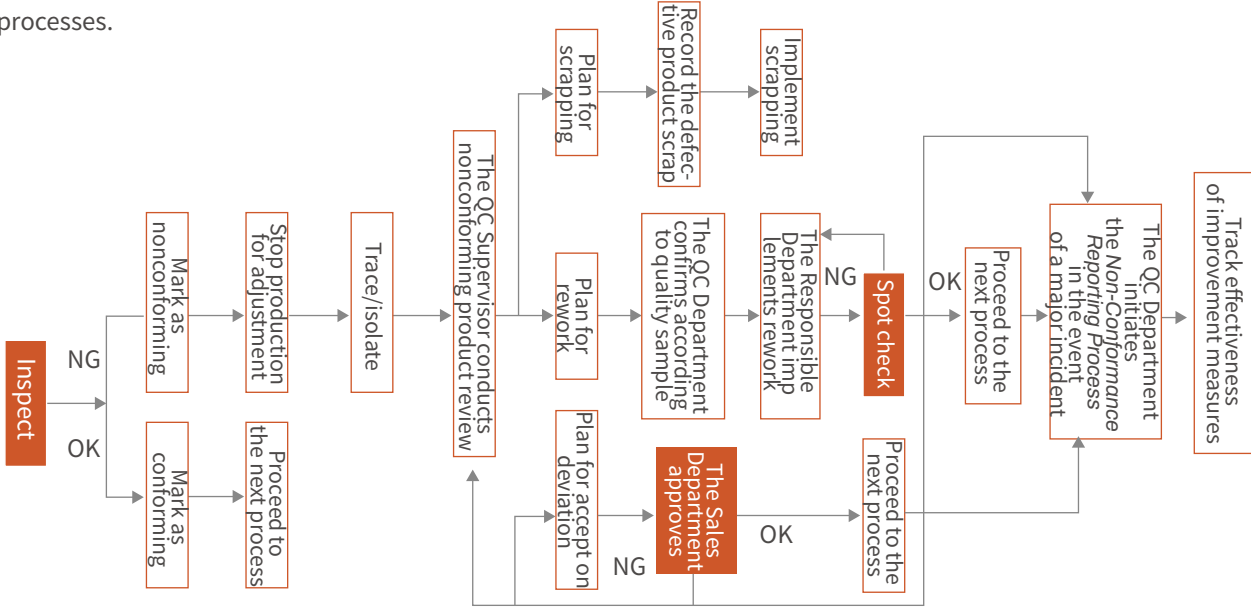 processes.
Inspect
NG
OK
Mark as
nonconforming
Stop production
for adjustment
Trace/isolate
The QC Supervisor conducts
nonconforming product review
Mark as
conforming
Proceed to
the next process
Plan for
scrapping
Record the defec-
tive product scrap
Implement
scrapping
Plan for
rework
The QC Department
confirms according
to quality sample
The Responsible
Department imp
lements rework
NG
Spot check
OK
Proceed to the
next process
Plan for accept on
deviation
The Sales
Department
approves
NG
OK
Proceed to the
next process
The QC Department
initiates
the Non-Conformance
Reporting Process
in the event
of a major incident
Track effectiveness
of improvement measures